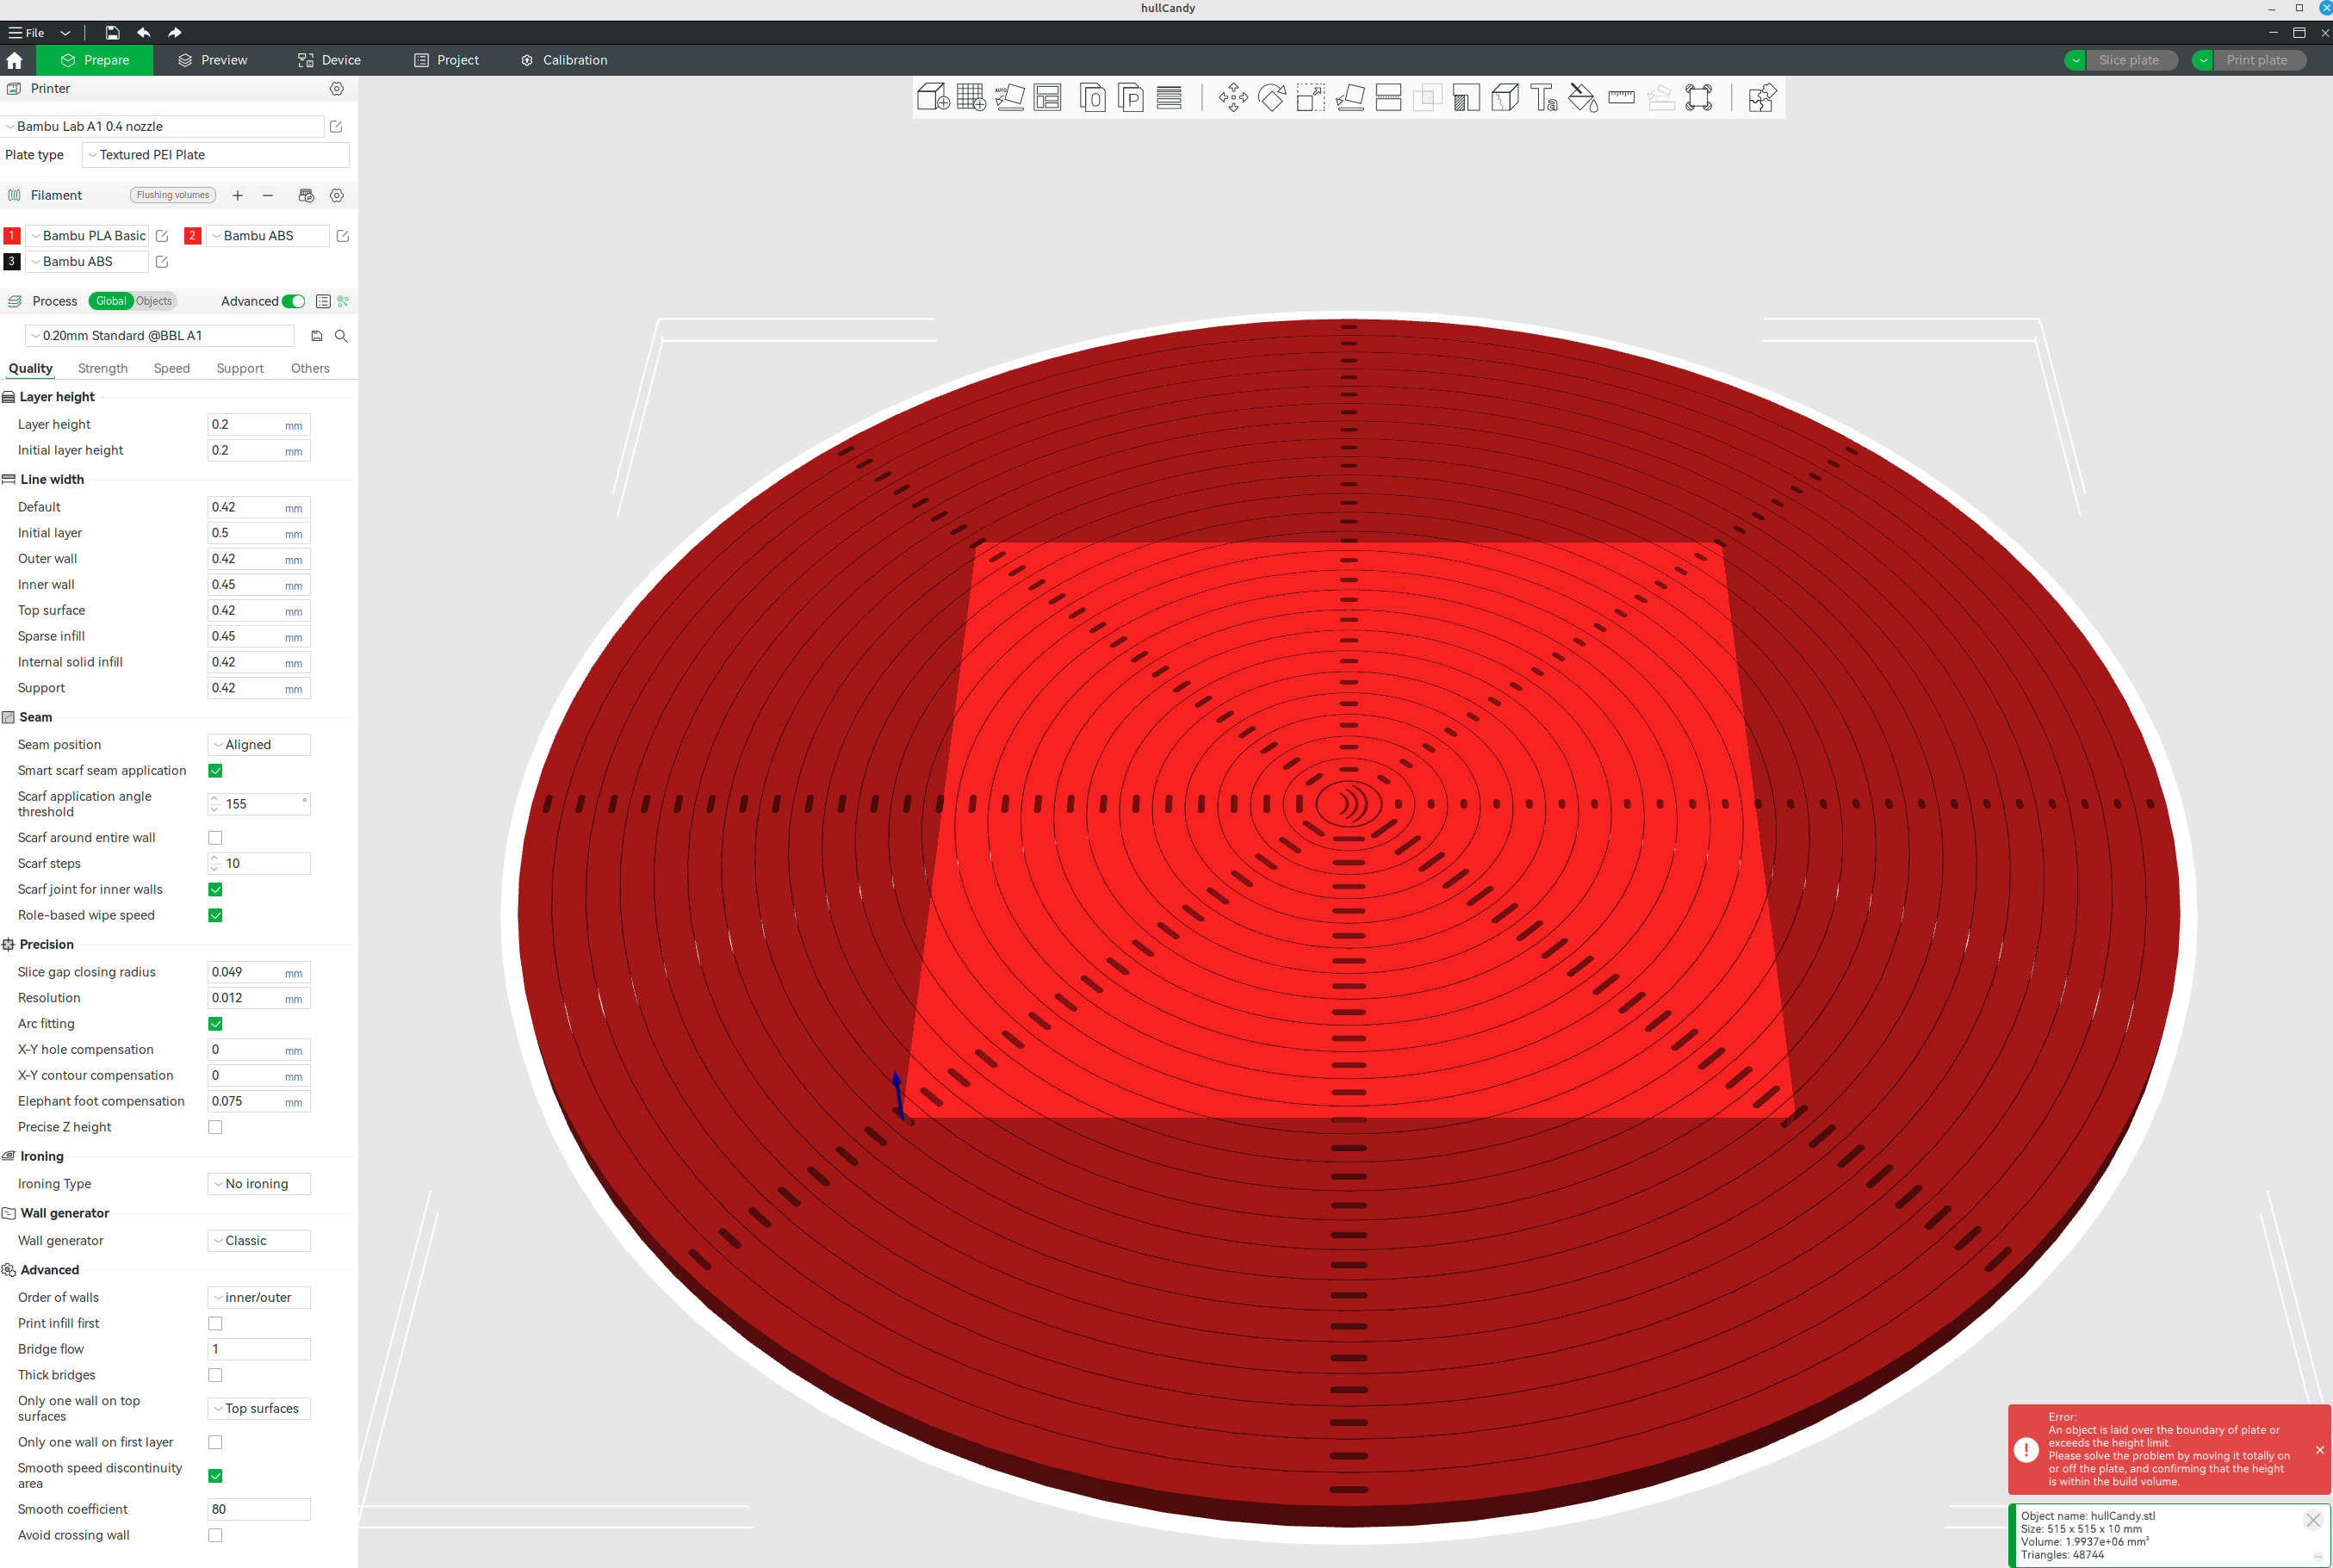 hullCandy
File
Prepare
Preview
Device
Project
Calibration
Slice plate
Print plate
Printer
Bambu Lab A1 0.4 nozzle
Plate type
Textured PEI Plate
Filament
Flushing volumes
1
Bambu PLA Basic
2
Bambu ABS
3
Bambu ABS
Process
Global
Objects
Advanced
0.20mm Standard @BBL A1
Quality
Strength
Speed
Support
Others
Layer height
Layer height 0.2 mm
Initial layer height 0.2 mm
Line width
Default 0.42 mm
Initial layer 0.5 mm
Outer wall 0.42 mm
Inner wall 0.45 mm
Top surface 0.42 mm
Sparse infill 0.45 mm
Internal solid infill 0.42 mm
Support 0.42 mm
Seam
Seam position Aligned
Smart scarf seam application
Scarf application angle
threshold
155 °
Scarf around entire wall
Scarf steps 10
Scarf joint for inner walls
Role-based wipe speed
Precision
Slice gap closing radius 0.049 mm
Resolution 0.012 mm
Arc fitting
X-Y hole compensation 0 mm
X-Y contour compensation 0 mm
Elephant foot compensation 0.075 mm
Precise Z height
Ironing
Ironing Type No ironing
Wall generator
Wall generator Classic
Advanced
Order of walls inner/outer
Print infill first
Bridge flow 1
Thick bridges
Only one wall on top
surfaces
Top surfaces
Only one wall on first layer
Smooth speed discontinuity
area
Smooth coefficient 80
Avoid crossing wall
Error:
An object is laid over the boundary of plate or
exceeds the height limit.
Please solve the problem by moving it totally on
or off the plate, and confirming that the height
is within the build volume.
Object name: hullCandy.stl
Size: 515 x 515 x 10 mm
Volume: 1.9937e+06 mm³
Triangles: 48744